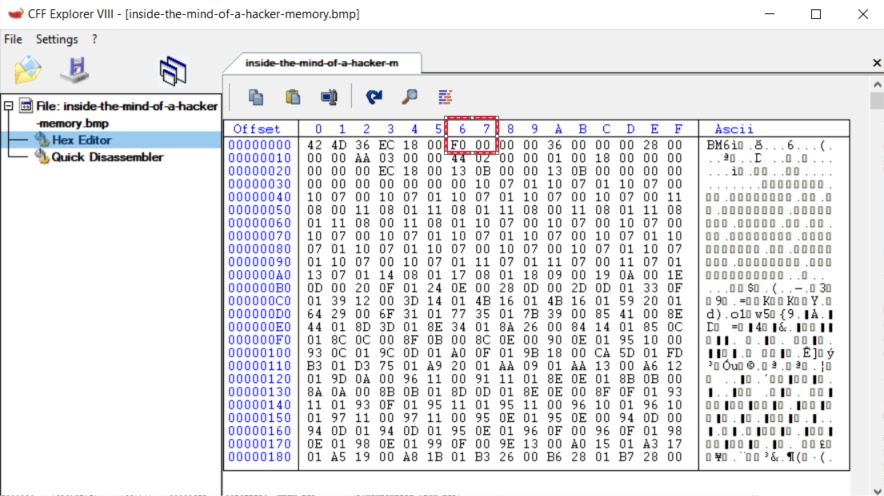 CFF Explorer VIII - [inside-the-mind-of-a-hacker-memory.bmp]
File Settings ?
inside-the-mind-of-a-hacker-m
File: inside-the-mind-of-a-hacker
-memory.bmp
Hex Editor
Quick Disassembler
Offset 0 1 2 3 4 5 6 7 8 9 A B C D E F Ascii
00000000 42 4D 36 EC 18 00 F0 00 00 00 36 00 00 00 28 00
00000010 00 00 AA 03 00 00 44 02 00 00 01 00 18 00 00 00
00000020 00 00 00 EC 18 00 13 0B 00 00 13 0B 00 00 00 00
00000030 00 00 00 00 00 00 00 10 07 01 10 07 01 10 07 00
00000040 10 07 00 10 07 01 10 07 01 10 07 00 10 07 00 11
00000050 08 00 11 08 01 11 08 01 11 08 00 11 08 01 11 08
00000060 01 11 08 00 11 08 01 10 07 00 10 07 00 10 07 00
00000070 10 07 00 10 07 01 10 07 01 10 07 00 10 07 01 10
00000080 07 01 10 07 01 10 07 00 10 07 00 10 07 01 10 07
00000090 01 10 07 00 10 07 01 11 07 01 11 07 00 11 07 01
000000A0 13 07 01 14 08 01 17 08 01 18 09 00 19 0A 00 1E
000000B0 0D 00 20 0F 01 24 0E 00 28 0D 00 2D 0D 01 33 0F
000000C0 01 39 12 00 3D 14 01 4B 16 01 4B 16 01 59 20 01
000000D0 64 29 00 6F 31 01 77 35 01 7B 39 00 85 41 00 8E
000000E0 44 01 8D 3D 01 8E 34 01 8A 26 00 84 14 01 85 0C
000000F0 01 8C 0C 00 8F 0B 00 8C 0E 00 90 0E 01 95 10 00
00000100 93 0C 01 9C 0D 01 A0 0F 01 9B 18 00 CA 5D 01 FD
00000110 B3 01 D3 75 01 A9 20 01 AA 09 01 AA 13 00 A6 12
00000120 01 9D 0A 00 96 11 00 91 11 01 8E 0E 01 8B 0B 00
00000130 8A 0A 00 8B 0B 01 8D 0D 01 8E 0E 00 8F 0F 01 93
00000140 11 01 93 0F 01 95 11 01 95 11 00 96 10 01 96 10
00000150 01 97 11 00 97 11 00 95 0E 01 95 0E 00 94 0D 00
00000160 94 0D 01 94 0D 01 95 0E 01 96 0F 00 96 0F 01 98
00000170 0E 01 98 0E 01 99 0F 00 9E 13 00 A0 15 01 A3 17
00000180 01 A5 19 00 A8 1B 01 B3 26 00 B6 28 01 B7 28 00